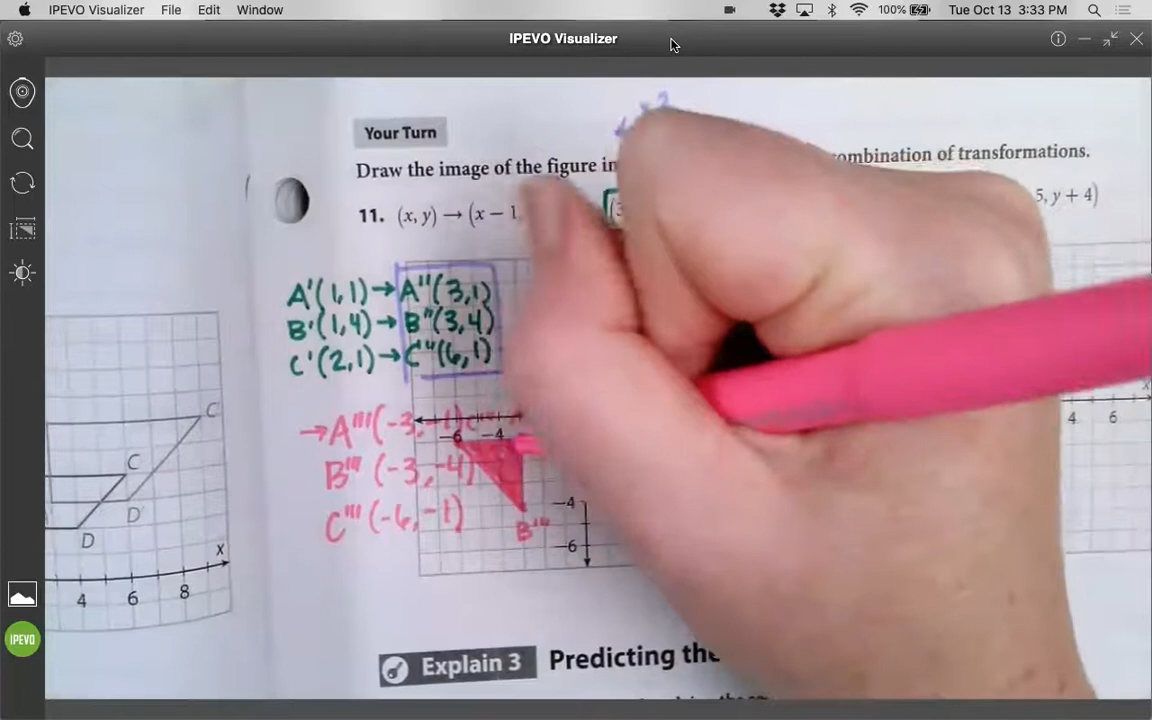 IPEVO Visualizer File Edit Window 100% Tue Oct 13 3:33 PM
IPEVO Visualizer
Your Turn
Draw the image of the figure in
ombination of transformations.
11. (x, y) → (x − 1,
(3
5, y + 4)
A'(1,1)→A''(3,1)
B'(1,4)→B''(3,4)
C'(2,1)→C''(6,1)
→A'''(-3,-1)
B''' (-3,-4)
C''' (-6,-1)
-6 -4
-4
-6
B'''
C
C
D'
D
x
4 6 8
x
4 6
IPEVO
Explain 3 Predicting the